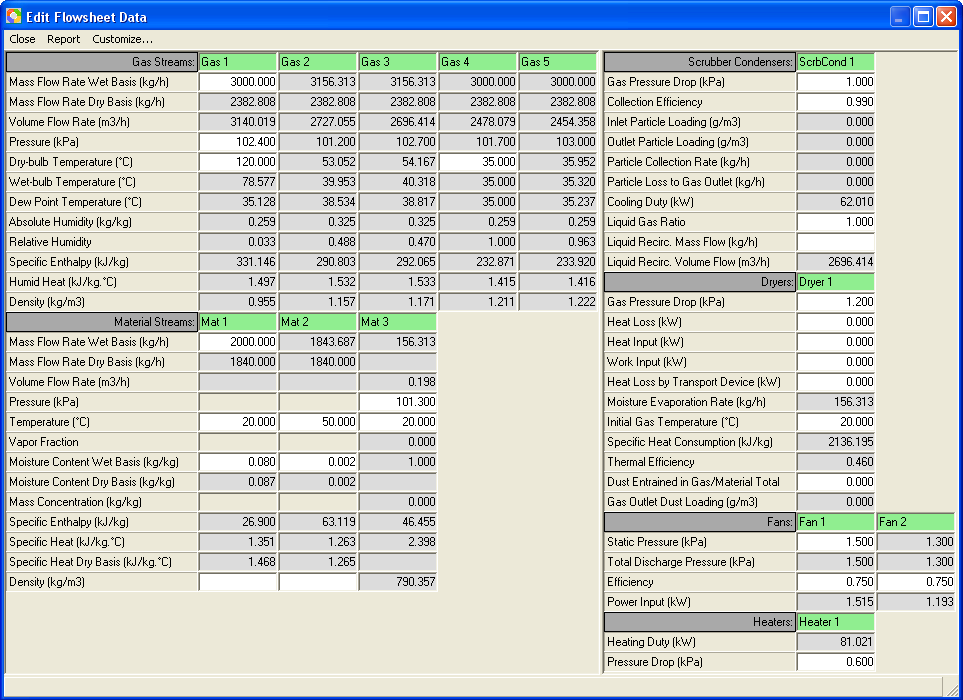 Edit Flowsheet Data
Close Report Customize...
Gas Streams: Gas 1 Gas 2 Gas 3 Gas 4 Gas 5
Mass Flow Rate Wet Basis (kg/h) 3000.000 3156.313 3156.313 3000.000 3000.000
Mass Flow Rate Dry Basis (kg/h) 2382.808 2382.808 2382.808 2382.808 2382.808
Volume Flow Rate (m3/h) 3140.019 2727.055 2696.414 2478.079 2454.358
Pressure (kPa) 102.400 101.200 102.700 101.700 103.000
Dry-bulb Temperature (°C) 120.000 53.052 54.167 35.000 35.952
Wet-bulb Temperature (°C) 78.577 39.953 40.318 35.000 35.320
Dew Point Temperature (°C) 35.128 38.534 38.817 35.000 35.237
Absolute Humidity (kg/kg) 0.259 0.325 0.325 0.259 0.259
Relative Humidity 0.033 0.488 0.470 1.000 0.963
Specific Enthalpy (kJ/kg) 331.146 290.803 292.065 232.871 233.920
Humid Heat (kJ/kg.°C) 1.497 1.532 1.533 1.415 1.416
Density (kg/m3) 0.955 1.157 1.171 1.211 1.222
Material Streams: Mat 1 Mat 2 Mat 3
Mass Flow Rate Wet Basis (kg/h) 2000.000 1843.687 156.313
Mass Flow Rate Dry Basis (kg/h) 1840.000 1840.000
Volume Flow Rate (m3/h) 0.198
Pressure (kPa) 101.300
Temperature (°C) 20.000 50.000 20.000
Vapor Fraction 0.000
Moisture Content Wet Basis (kg/kg) 0.080 0.002 1.000
Moisture Content Dry Basis (kg/kg) 0.087 0.002
Mass Concentration (kg/kg) 0.000
Specific Enthalpy (kJ/kg) 26.900 63.119 46.455
Specific Heat (kJ/kg.°C) 1.351 1.263 2.398
Specific Heat Dry Basis (kJ/kg.°C) 1.468 1.265
Density (kg/m3) 790.357
Scrubber Condensers: ScrbCond 1
Gas Pressure Drop (kPa) 1.000
Collection Efficiency 0.990
Inlet Particle Loading (g/m3) 0.000
Outlet Particle Loading (g/m3) 0.000
Particle Collection Rate (kg/h) 0.000
Particle Loss to Gas Outlet (kg/h) 0.000
Cooling Duty (kW) 62.010
Liquid Gas Ratio 1.000
Liquid Recirc. Mass Flow (kg/h)
Liquid Recirc. Volume Flow (m3/h) 2696.414
Dryers: Dryer 1
Gas Pressure Drop (kPa) 1.200
Heat Loss (kW) 0.000
Heat Input (kW) 0.000
Work Input (kW) 0.000
Heat Loss by Transport Device (kW) 0.000
Moisture Evaporation Rate (kg/h) 156.313
Initial Gas Temperature (°C) 20.000
Specific Heat Consumption (kJ/kg) 2136.195
Thermal Efficiency 0.460
Dust Entrained in Gas/Material Total 0.000
Gas Outlet Dust Loading (g/m3) 0.000
Fans: Fan 1 Fan 2
Static Pressure (kPa) 1.500 1.300
Total Discharge Pressure (kPa) 1.500 1.300
Efficiency 0.750 0.750
Power Input (kW) 1.515 1.193
Heaters: Heater 1
Heating Duty (kW) 81.021
Pressure Drop (kPa) 0.600